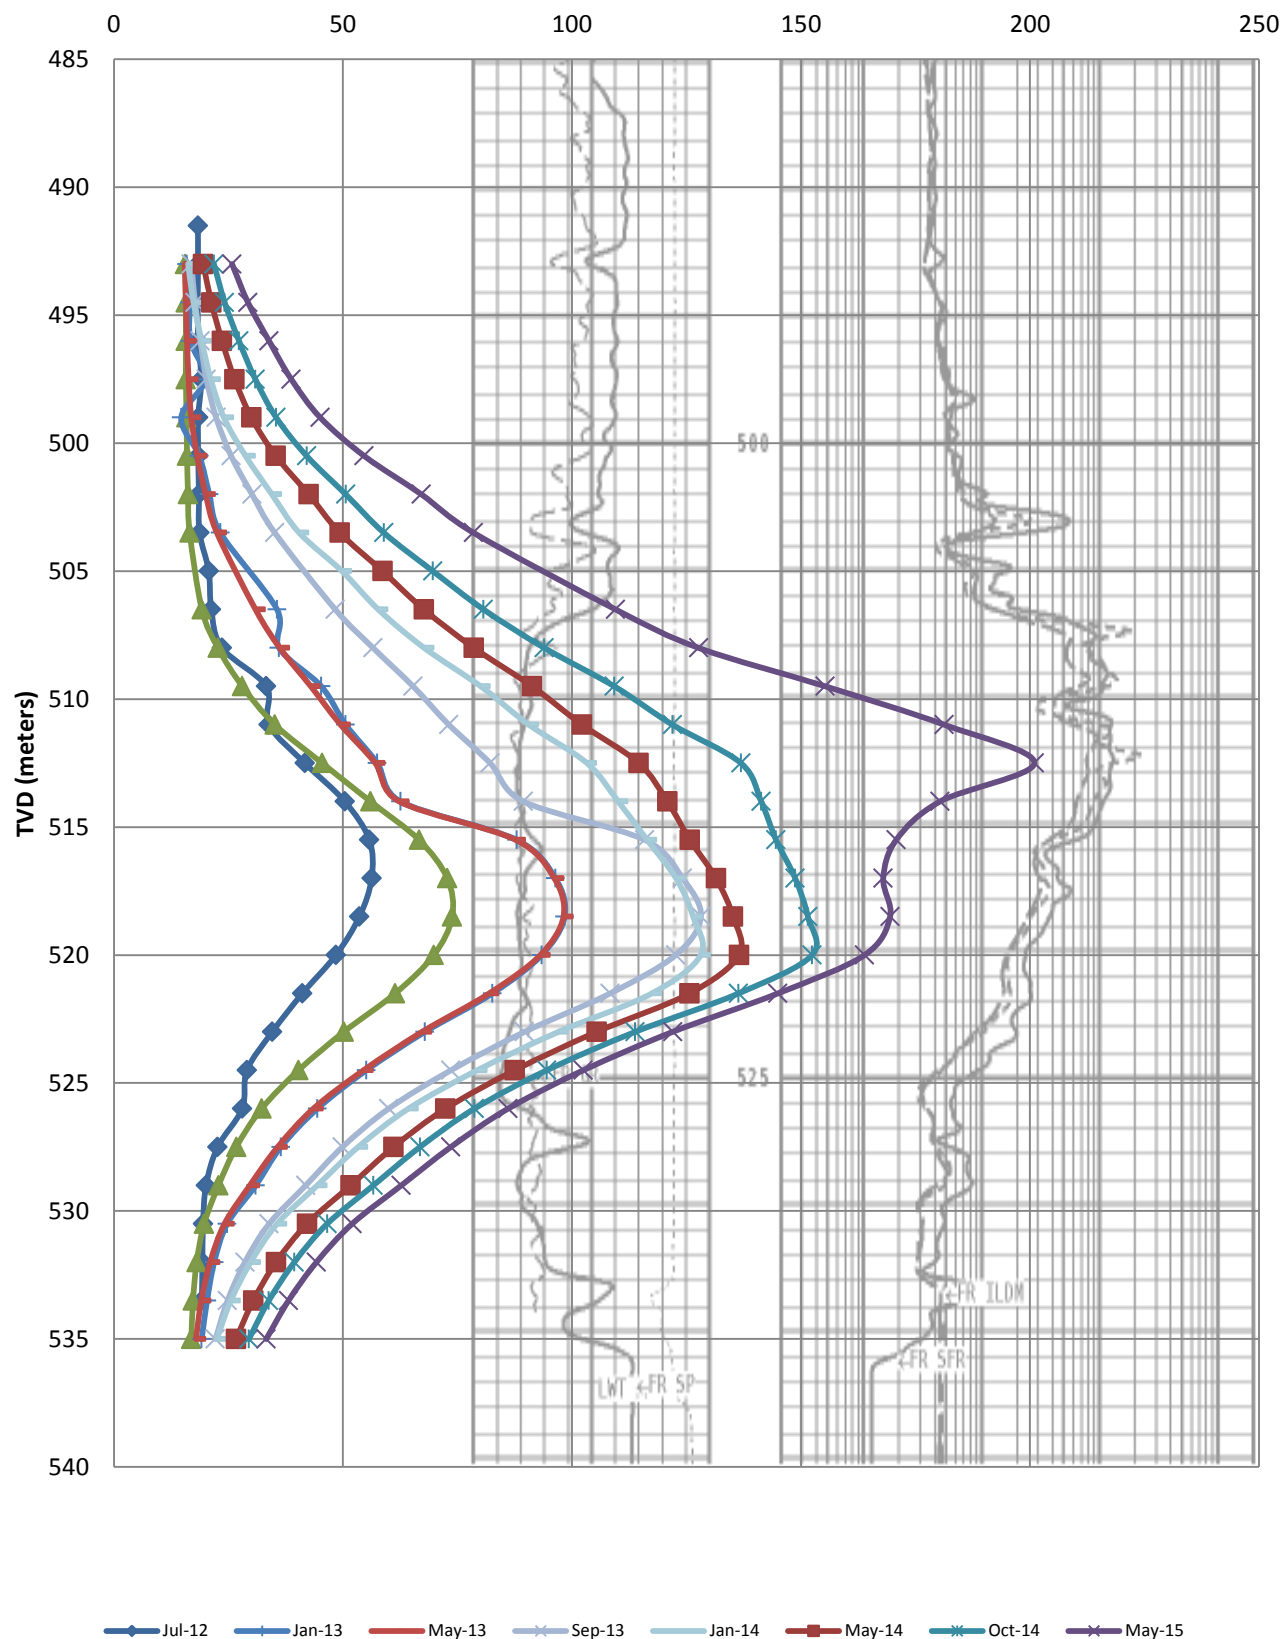 0 50 100 150 200 250
485
490
495
500
500
505
510
515
520
525
525
530
535
540
TVD (meters)
FR ILDM
←FR SFR
LWT ←FR SP
Jul-12 Jan-13 May-13 Sep-13 Jan-14 May-14 Oct-14 May-15